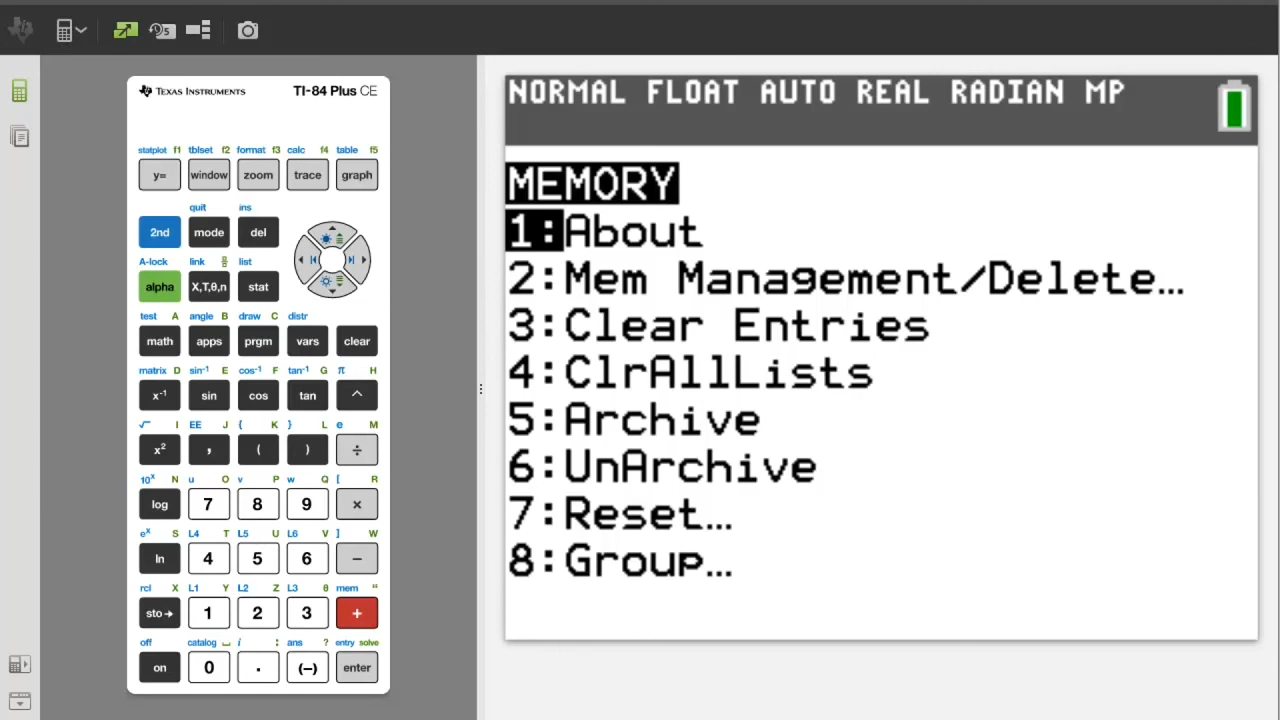 TEXAS INSTRUMENTS TI-84 Plus CE
statplot f1 tblset f2 format f3 calc f4 table f5
y= window zoom trace graph
quit ins
2nd mode del
A-lock link list
alpha X,T,θ,n stat
test A angle B draw C distr
math apps prgm vars clear
matrix D sin⁻¹ E cos⁻¹ F tan⁻¹ G π H
x⁻¹ sin cos tan ^
√ I EE J { K } L e M
x² , ( ) ÷
10ˣ N u O v P w Q [ R
log 7 8 9 ×
eˣ S L4 T L5 U L6 V ] W
ln 4 5 6 −
rcl X L1 Y L2 Z L3 θ mem "
sto→ 1 2 3 +
off catalog ⎵ i : ans ? entry solve
on 0 . (−) enter
NORMAL FLOAT AUTO REAL RADIAN MP
MEMORY
1:About
2:Mem Management/Delete…
3:Clear Entries
4:ClrAllLists
5:Archive
6:UnArchive
7:Reset…
8:Group…